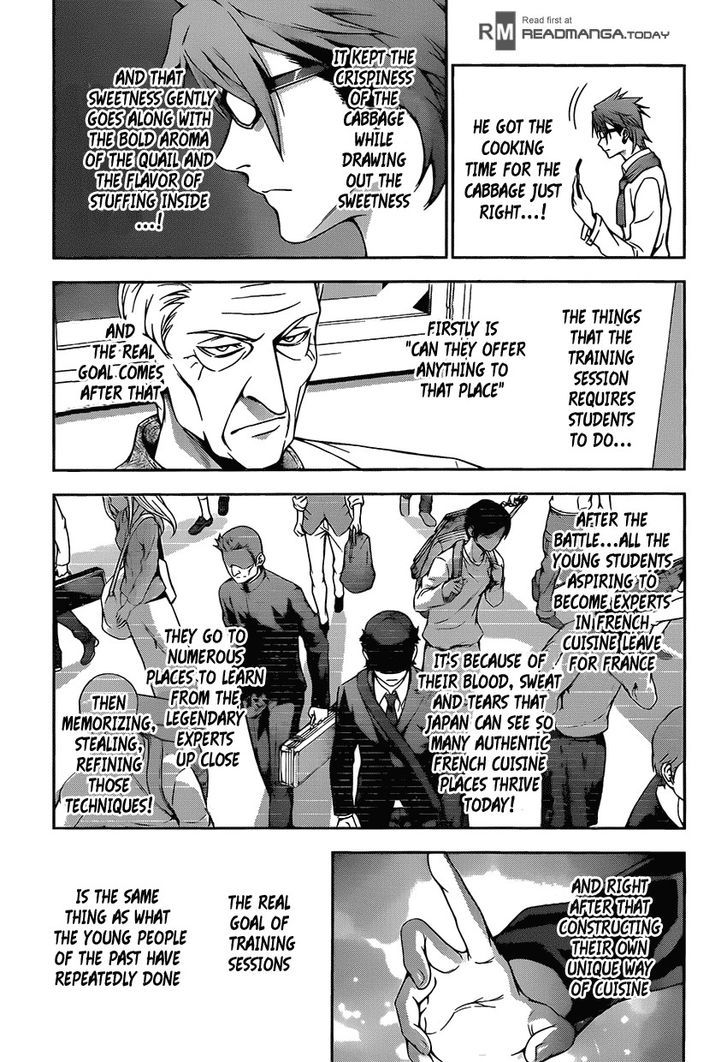 Read first at
RM READMANGA.TODAY
HE GOT THE
COOKING
TIME FOR THE
CABBAGE JUST
RIGHT...!
IT KEPT THE
CRISPINESS
OF THE
CABBAGE
WHILE
DRAWING
OUT THE
SWEETNESS
AND THAT
SWEETNESS GENTLY
GOES ALONG WITH
THE BOLD AROMA
OF THE QUAIL AND
THE FLAVOR OF
STUFFING INSIDE
...!
THE THINGS
THAT THE
TRAINING
SESSION
REQUIRES
STUDENTS
TO DO...
FIRSTLY IS
"CAN THEY OFFER
ANYTHING TO
THAT PLACE"
AND
THE REAL
GOAL COMES
AFTER THAT
AFTER THE
BATTLE...ALL THE
YOUNG STUDENTS
ASPIRING TO
BECOME EXPERTS
IN FRENCH
CUISINE LEAVE
FOR FRANCE
IT'S BECAUSE OF
THEIR BLOOD, SWEAT
AND TEARS THAT
JAPAN CAN SEE SO
MANY AUTHENTIC
FRENCH CUISINE
PLACES THRIVE
TODAY!
THEY GO TO
NUMEROUS
PLACES TO LEARN
FROM THE
LEGENDARY
EXPERTS
UP CLOSE
THEN
MEMORIZING,
STEALING,
REFINING
THOSE
TECHNIQUES!
AND RIGHT
AFTER THAT
CONSTRUCTING
THEIR OWN
UNIQUE WAY
OF CUISINE
THE REAL
GOAL OF
TRAINING
SESSIONS
IS THE SAME
THING AS WHAT
THE YOUNG PEOPLE
OF THE PAST HAVE
REPEATEDLY DONE